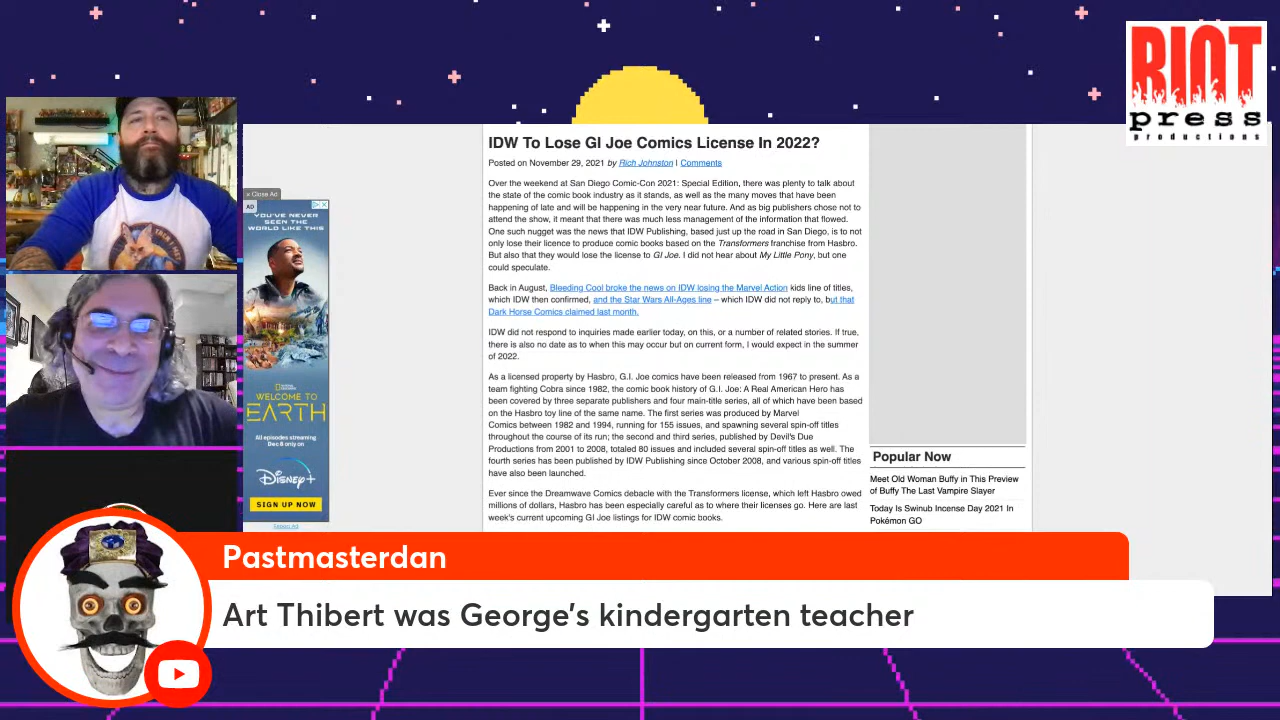 RIOT
press
productions
IDW To Lose GI Joe Comics License In 2022?
Posted on November 29, 2021 by Rich Johnston | Comments
Over the weekend at San Diego Comic-Con 2021: Special Edition, there was plenty to talk about
the state of the comic book industry as it stands, as well as the many moves that have been
happening of late and will be happening in the very near future. And as big publishers chose not to
attend the show, it meant that there was much less management of the information that flowed.
One such nugget was the news that IDW Publishing, based just up the road in San Diego, is to not
only lose their licence to produce comic books based on the Transformers franchise from Hasbro.
But also that they would lose the license to GI Joe. I did not hear about My Little Pony, but one
could speculate.
Back in August, Bleeding Cool broke the news on IDW losing the Marvel Action kids line of titles,
which IDW then confirmed, and the Star Wars All-Ages line – which IDW did not reply to, but that
Dark Horse Comics claimed last month.
IDW did not respond to inquiries made earlier today, on this, or a number of related stories. If true,
there is also no date as to when this may occur but on current form, I would expect in the summer
of 2022.
As a licensed property by Hasbro, G.I. Joe comics have been released from 1967 to present. As a
team fighting Cobra since 1982, the comic book history of G.I. Joe: A Real American Hero has
been covered by three separate publishers and four main-title series, all of which have been based
on the Hasbro toy line of the same name. The first series was produced by Marvel
Comics between 1982 and 1994, running for 155 issues, and spawning several spin-off titles
throughout the course of its run; the second and third series, published by Devil's Due
Productions from 2001 to 2008, totaled 80 issues and included several spin-off titles as well. The
fourth series has been published by IDW Publishing since October 2008, and various spin-off titles
have also been launched.
Ever since the Dreamwave Comics debacle with the Transformers license, which left Hasbro owed
millions of dollars, Hasbro has been especially careful as to where their licenses go. Here are last
week's current upcoming GI Joe listings for IDW comic books.
× Close Ad
AD
YOU'VE NEVER
SEEN THE
WORLD LIKE THIS
NATIONAL GEOGRAPHIC
WELCOME TO
EARTH
All episodes streaming
Dec 8 only on
Disney+
SIGN UP NOW
Popular Now
Meet Old Woman Buffy in This Preview
of Buffy The Last Vampire Slayer
Today Is Swinub Incense Day 2021 In
Pokémon GO
Pastmasterdan
Art Thibert was George's kindergarten teacher